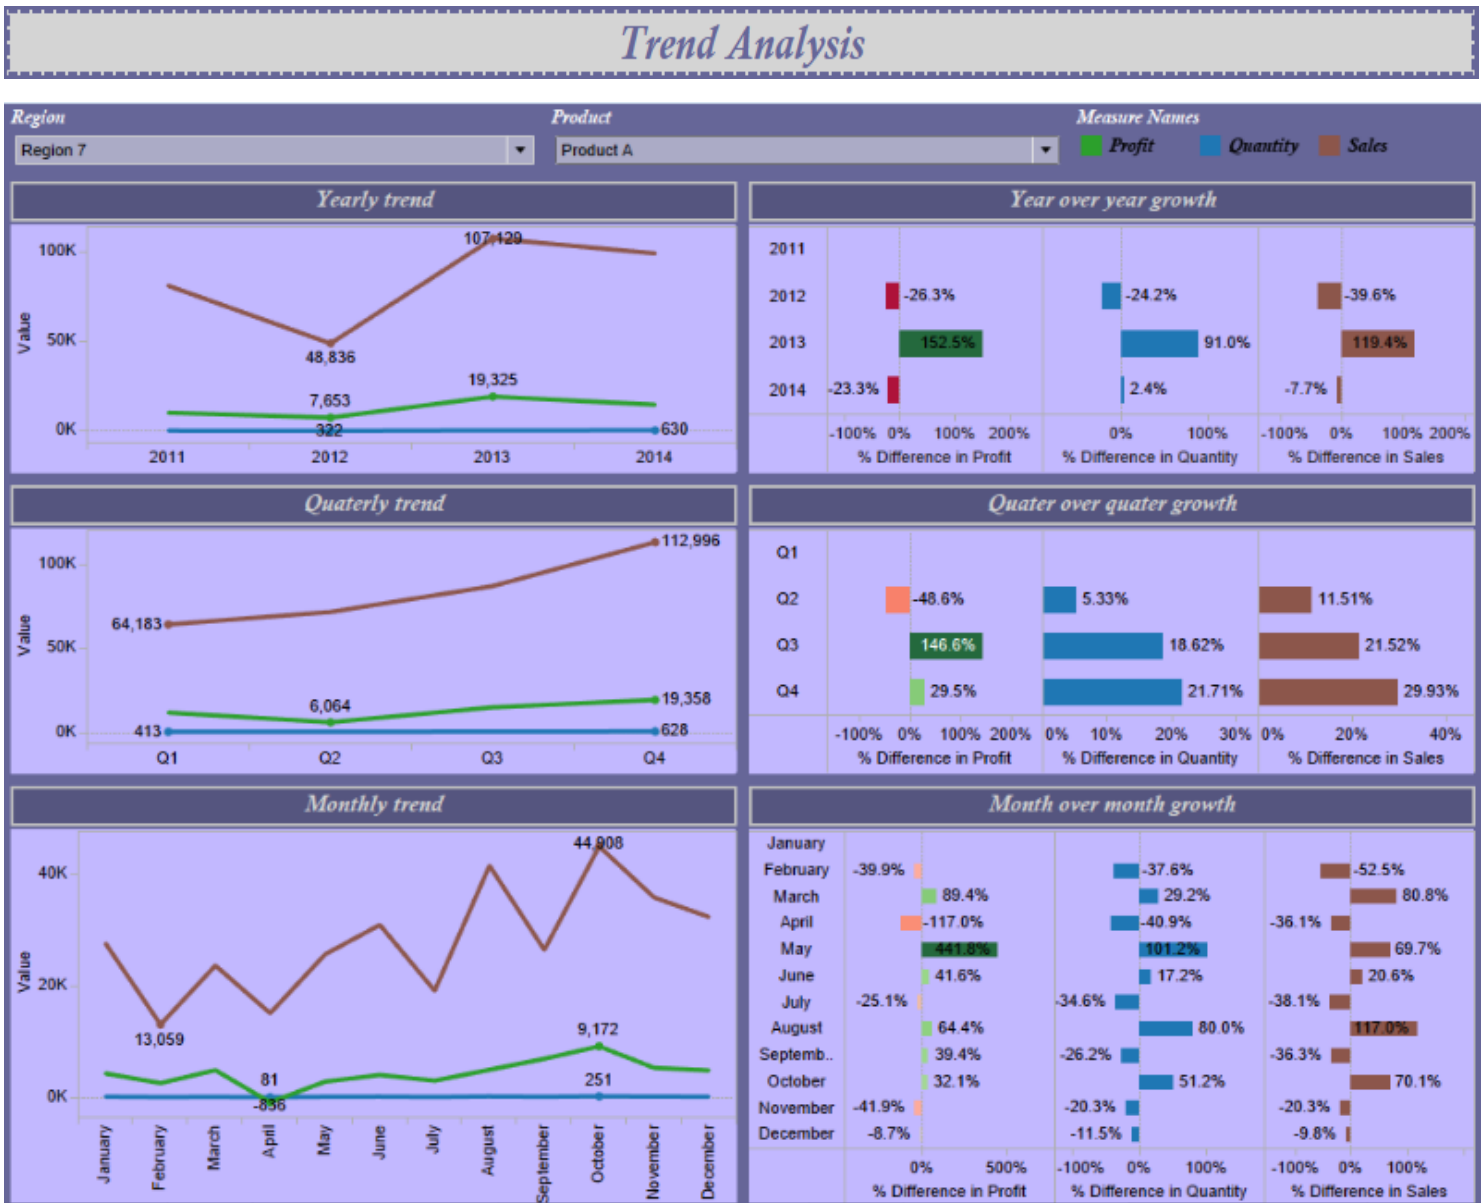 Trend Analysis
Region
Product
Measure Names
Region 7
Product A
Profit
Quantity
Sales
Yearly trend
100K
50K
0K
Value
107,129
48,836
19,325
7,653
322
630
2011
2012
2013
2014
Year over year growth
2011
2012
-26.3%
-24.2%
-39.6%
2013
152.5%
91.0%
119.4%
2014
-23.3%
2.4%
-7.7%
-100% 0% 100% 200%
0% 100%
-100% 0% 100% 200%
% Difference in Profit
% Difference in Quantity
% Difference in Sales
Quaterly trend
100K
50K
0K
Value
112,996
64,183
6,064
19,358
413
628
Q1
Q2
Q3
Q4
Quater over quater growth
Q1
Q2
-48.6%
5.33%
11.51%
Q3
146.6%
18.62%
21.52%
Q4
29.5%
21.71%
29.93%
-100% 0% 100% 200%
0% 10% 20% 30%
0% 20% 40%
% Difference in Profit
% Difference in Quantity
% Difference in Sales
Monthly trend
40K
20K
0K
Value
44,908
13,059
9,172
81
251
-836
January
February
March
April
May
June
July
August
September
October
November
December
Month over month growth
January
February
-39.9%
-37.6%
-52.5%
March
89.4%
29.2%
80.8%
April
-117.0%
-40.9%
-36.1%
May
441.8%
101.2%
69.7%
June
41.6%
17.2%
20.6%
July
-25.1%
-34.6%
-38.1%
August
64.4%
80.0%
117.0%
Septemb..
39.4%
-26.2%
-36.3%
October
32.1%
51.2%
70.1%
November
-41.9%
-20.3%
-20.3%
December
-8.7%
-11.5%
-9.8%
0% 500%
-100% 0% 100%
-100% 0% 100%
% Difference in Profit
% Difference in Quantity
% Difference in Sales